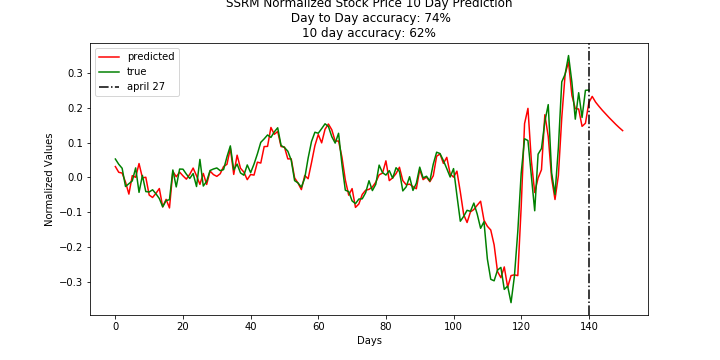 SSRM Normalized Stock Price 10 Day Prediction
Day to Day accuracy: 74%
10 day accuracy: 62%
predicted
true
april 27
Normalized Values
0.3
0.2
0.1
0.0
−0.1
−0.2
−0.3
0 20 40 60 80 100 120 140
Days